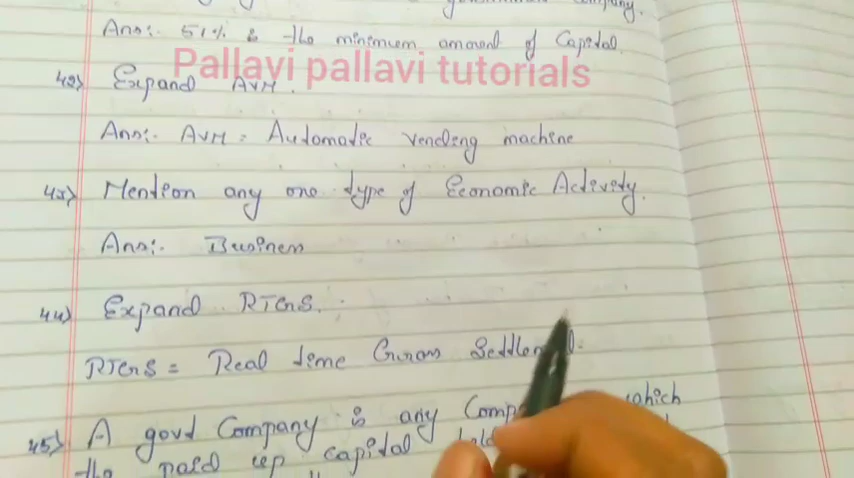 company.
Ans:. 51% is the minimum amount of Capital
Pallavi pallavi tutorials
42) Expand AVM.
Ans:. AVM = Automatic vending machine
43) Mention any one type of Economic Activity.
Ans:. Business
44) Expand RTGS.
RTGS = Real time Gross Settlement.
45) A govt Company is any which
the paid up capital